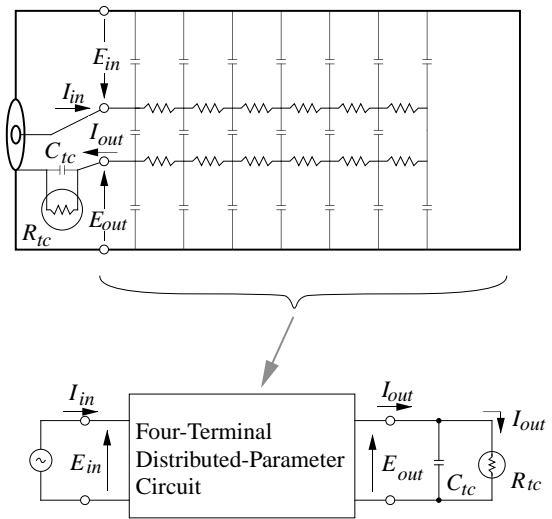 E_in
I_in
I_out
C_tc
E_out
R_tc
I_in
I_out
I_out
Four-Terminal
Distributed-Parameter
Circuit
E_in
E_out
C_tc
R_tc